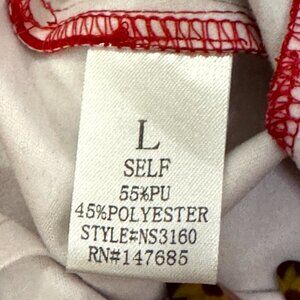 L
SELF
55%PU
45%POLYESTER
STYLE#NS3160
RN#147685